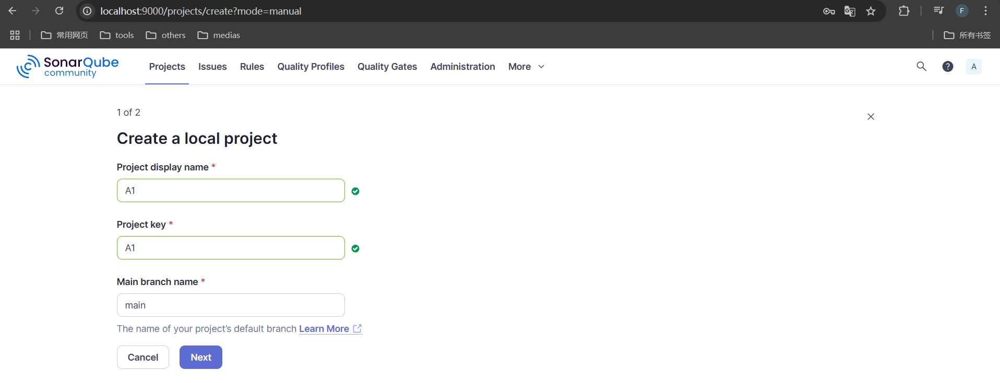 localhost:9000/projects/create?mode=manual
F
常用网页 tools others medias 所有书签
SonarQube community Projects Issues Rules Quality Profiles Quality Gates Administration More ? A
1 of 2
Create a local project
Project display name *
A1
Project key *
A1
Main branch name *
main
The name of your project’s default branch Learn More
Cancel Next